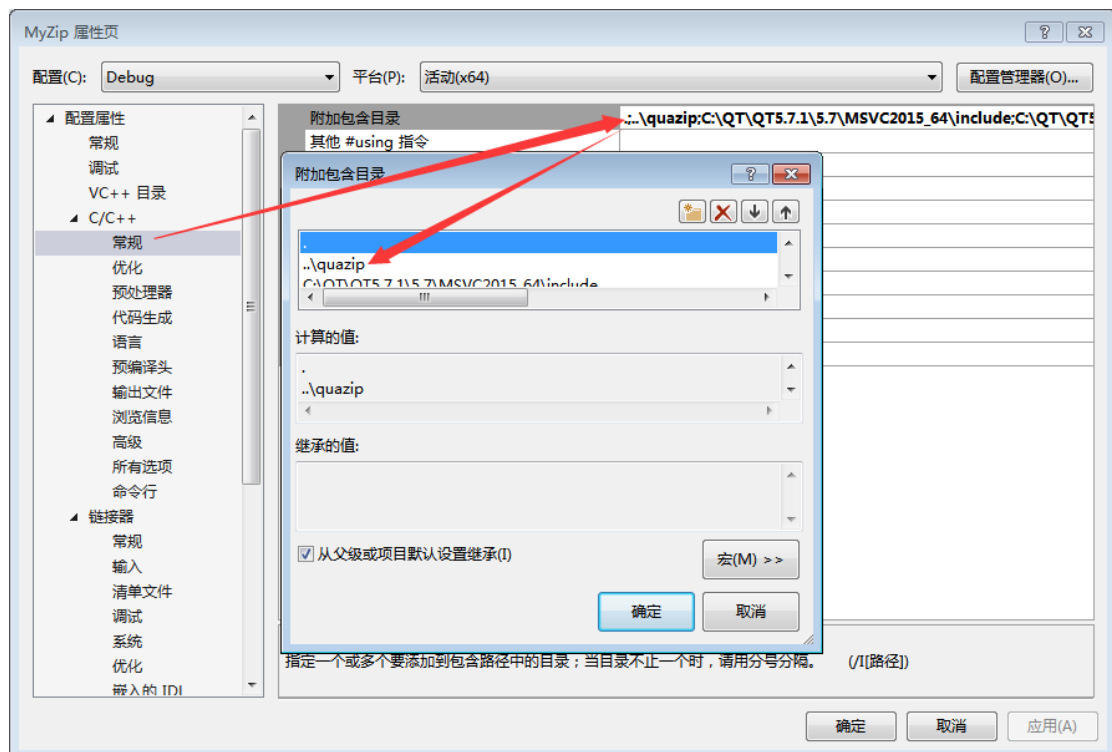 MyZip 属性页
配置(C): Debug 平台(P): 活动(x64) 配置管理器(O)...
配置属性
常规
调试
VC++ 目录
C/C++
常规
优化
预处理器
代码生成
语言
预编译头
输出文件
浏览信息
高级
所有选项
命令行
链接器
常规
输入
清单文件
调试
系统
优化
嵌入的 IDL
附加包含目录 .;..\quazip;C:\QT\QT5.7.1\5.7\MSVC2015_64\include;C:\QT\QT5
其他 #using 指令
附加包含目录
.
..\quazip
C:\QT\QT5.7.1\5.7\MSVC2015_64\include
计算的值:
.
..\quazip
继承的值:
从父级或项目默认设置继承(I)
宏(M) >>
确定 取消
指定一个或多个要添加到包含路径中的目录；当目录不止一个时，请用分号分隔。 (/I[路径])
确定 取消 应用(A)